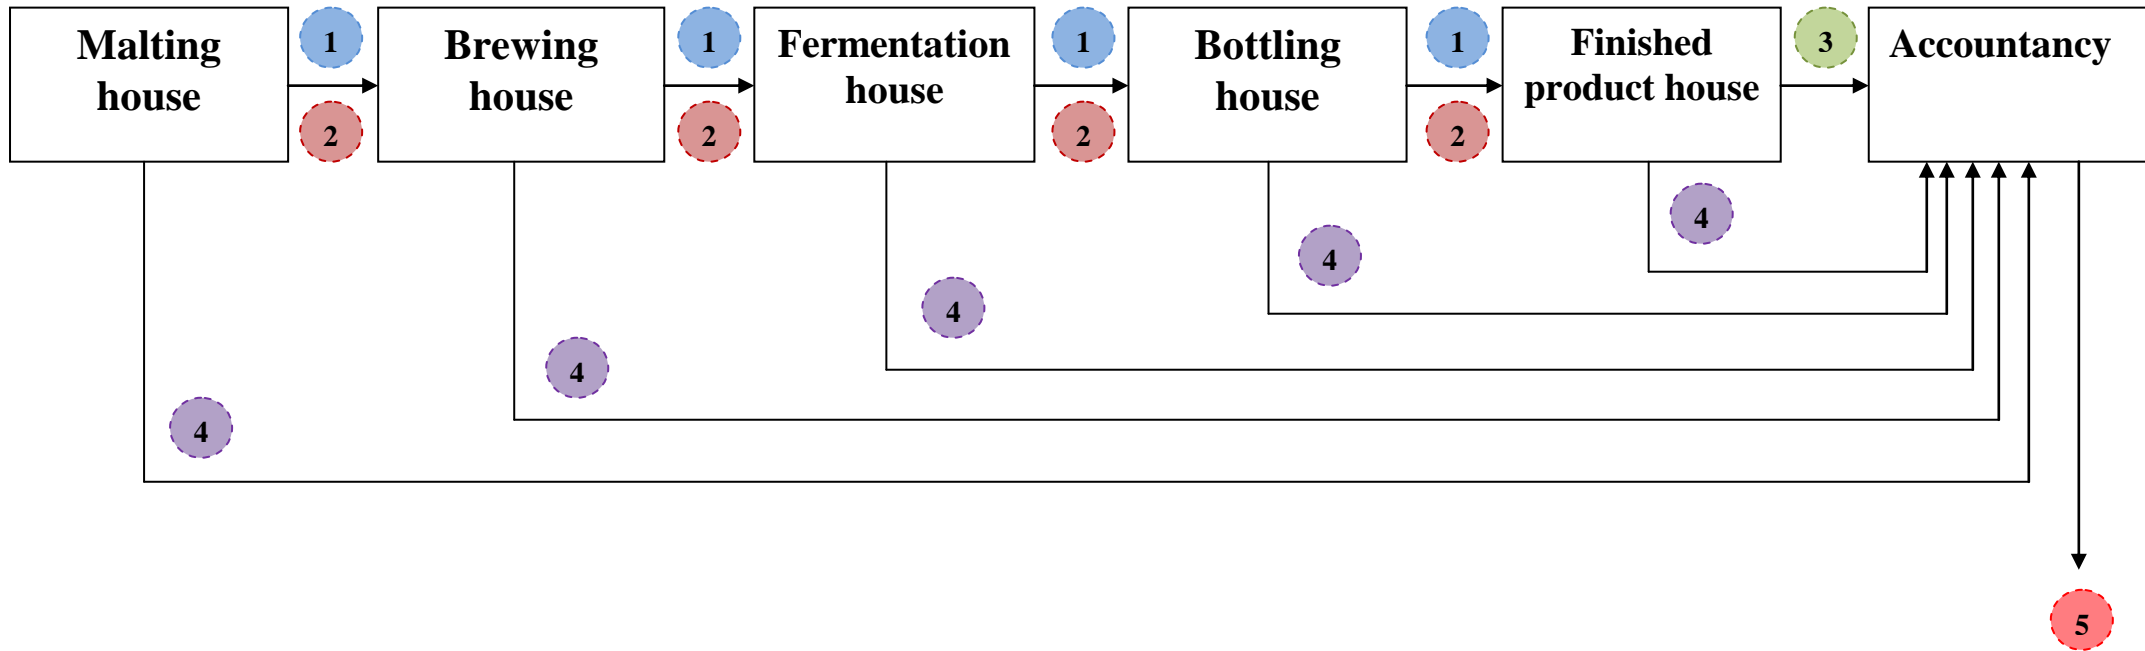 Malting
house
1
2
Brewing
house
1
2
Fermentation
house
1
2
Bottling
house
1
2
Finished
product house
3
Accountancy
4
4
4
4
4
5